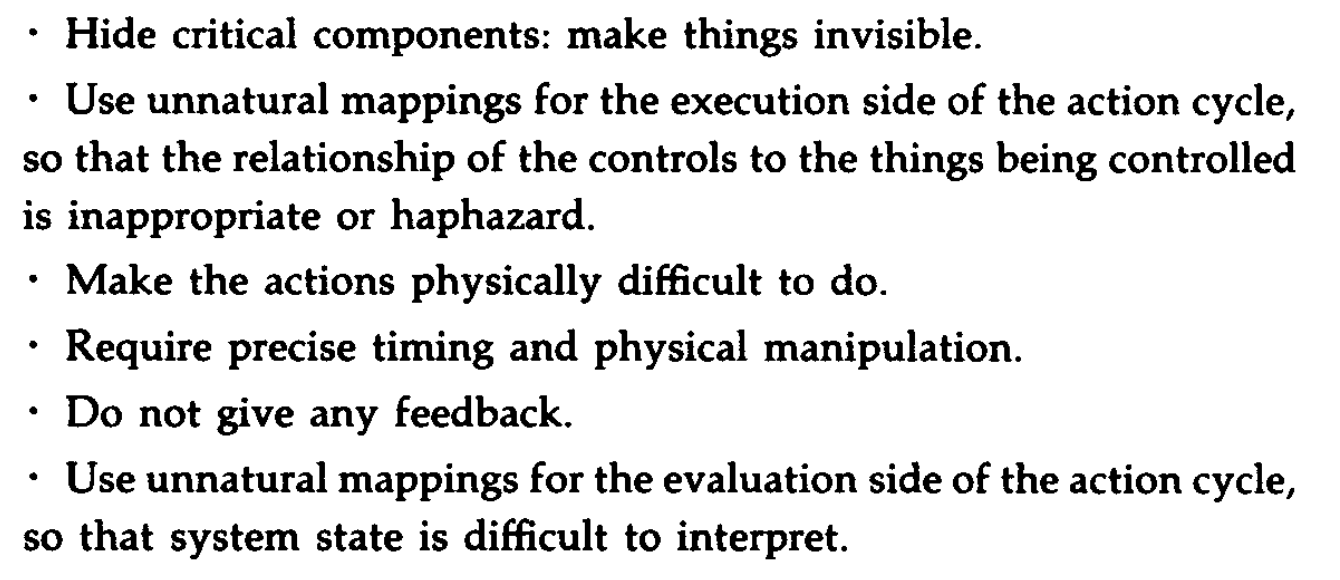 · Hide critical components: make things invisible.
· Use unnatural mappings for the execution side of the action cycle,
so that the relationship of the controls to the things being controlled
is inappropriate or haphazard.
· Make the actions physically difficult to do.
· Require precise timing and physical manipulation.
· Do not give any feedback.
· Use unnatural mappings for the evaluation side of the action cycle,
so that system state is difficult to interpret.